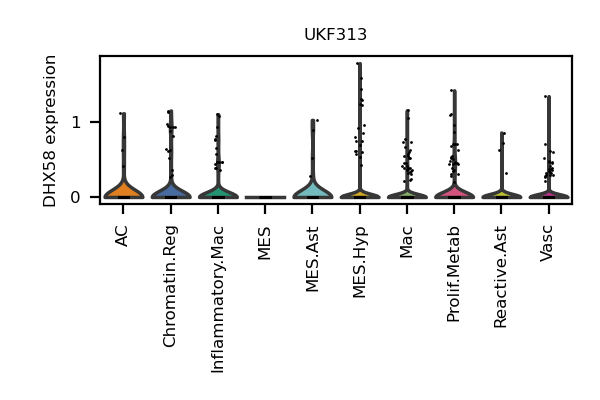 UKF313
DHX58 expression
1
0
AC
Chromatin.Reg
Inflammatory.Mac
MES
MES.Ast
MES.Hyp
Mac
Prolif.Metab
Reactive.Ast
Vasc